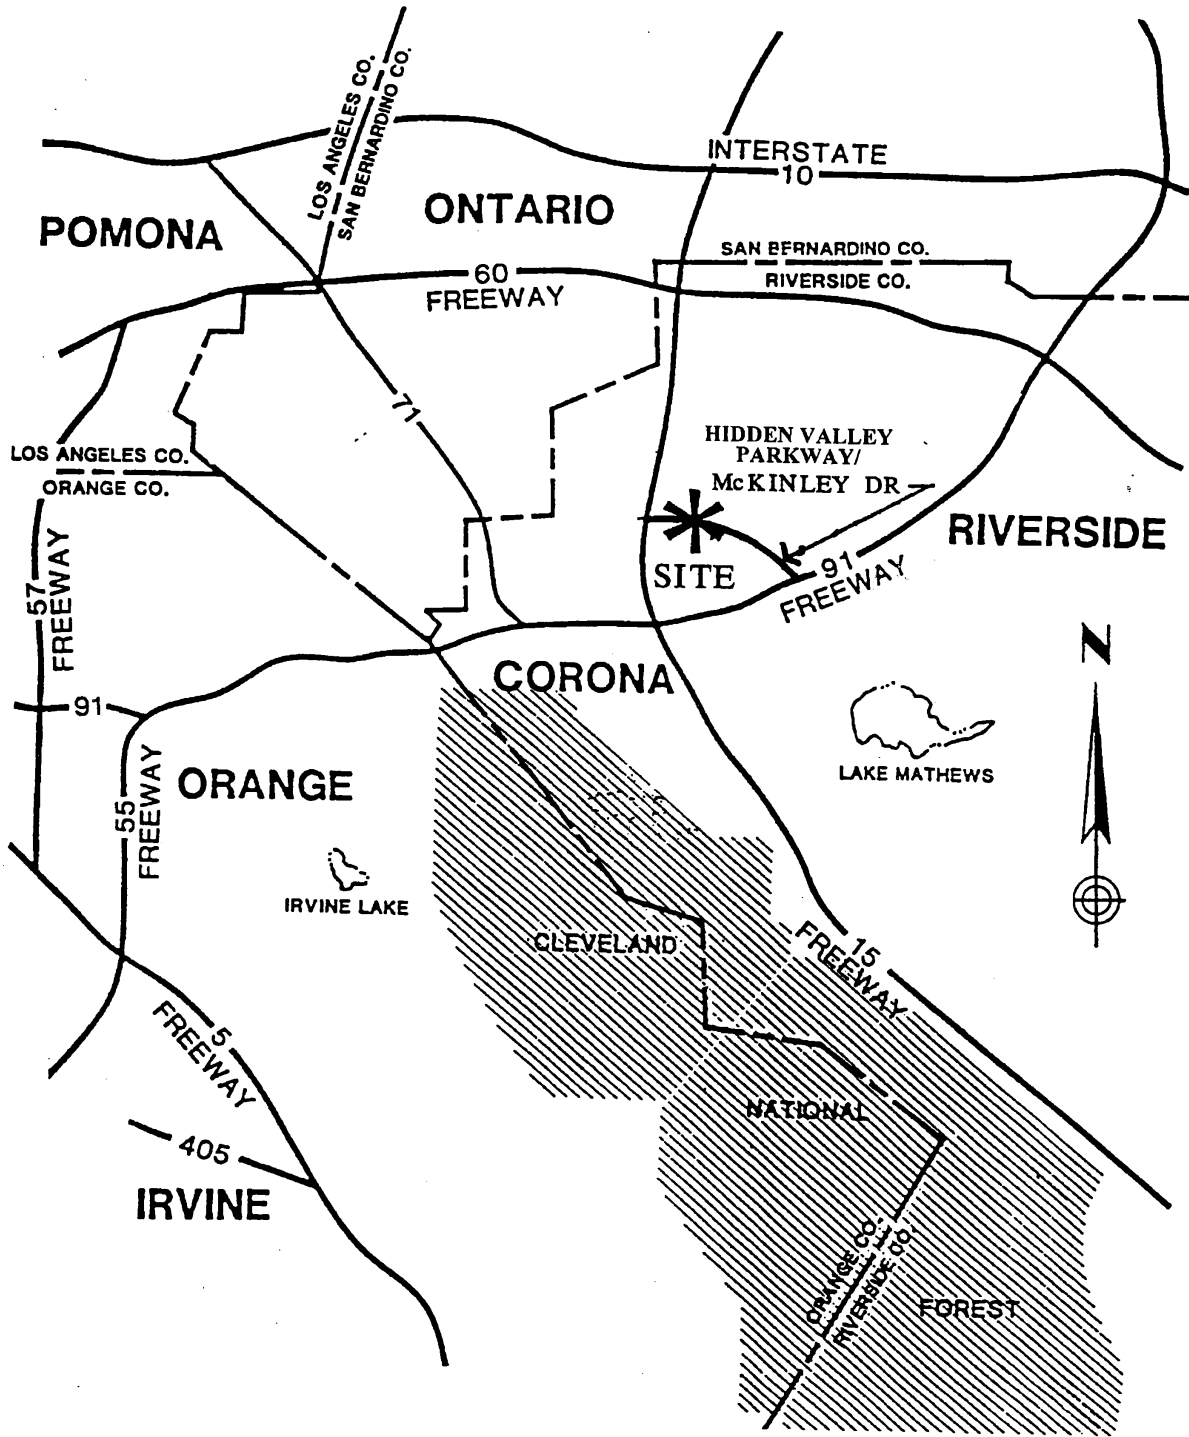 LOS ANGELES CO.
SAN BERNARDINO CO.
INTERSTATE
10
POMONA
ONTARIO
SAN BERNARDINO CO.
RIVERSIDE CO.
60
FREEWAY
71
HIDDEN VALLEY
PARKWAY/
McKINLEY DR
LOS ANGELES CO.
ORANGE CO.
RIVERSIDE
SITE
91
FREEWAY
57
FREEWAY
N
CORONA
91
LAKE MATHEWS
ORANGE
55
FREEWAY
IRVINE LAKE
CLEVELAND
15
FREEWAY
5
FREEWAY
NATIONAL
405
IRVINE
ORANGE CO.
RIVERSIDE CO.
FOREST